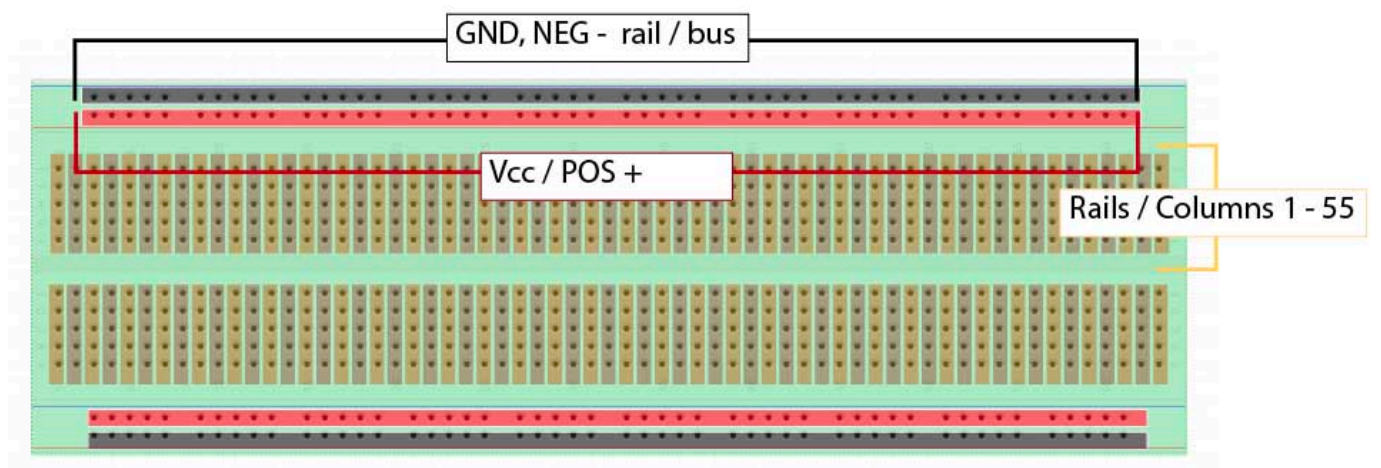 GND, NEG -  rail / bus
Vcc / POS +
Rails / Columns 1 - 55